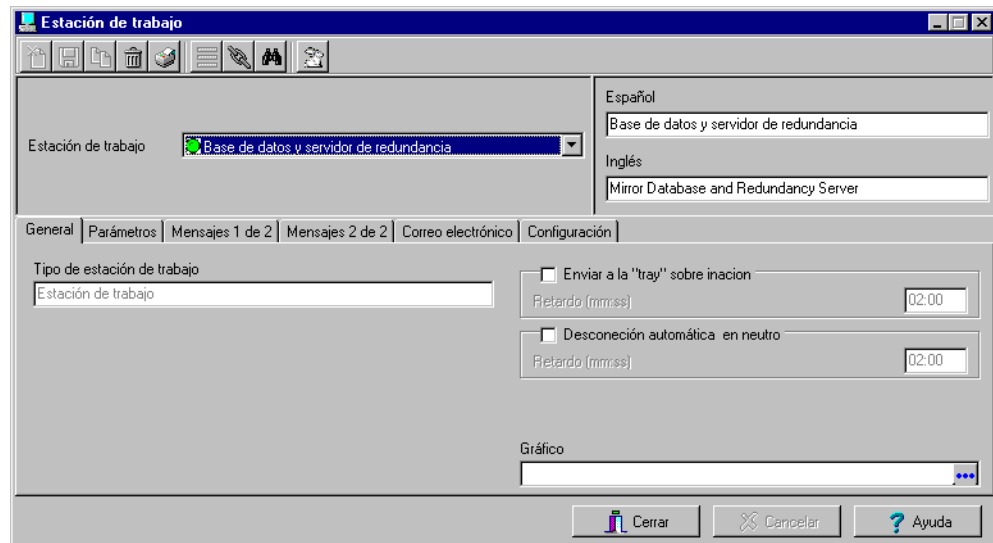 Estación de trabajo
Español
Base de datos y servidor de redundancia
Estación de trabajo
Base de datos y servidor de redundancia
Inglés
Mirror Database and Redundancy Server
General Parámetros Mensajes 1 de 2 Mensajes 2 de 2 Correo electrónico Configuración
Tipo de estación de trabajo
Estación de trabajo
Enviar a la "tray" sobre inacion
Retardo (mm:ss) 02:00
Desconeción automática en neutro
Retardo (mm:ss) 02:00
Gráfico
Cerrar Cancelar Ayuda